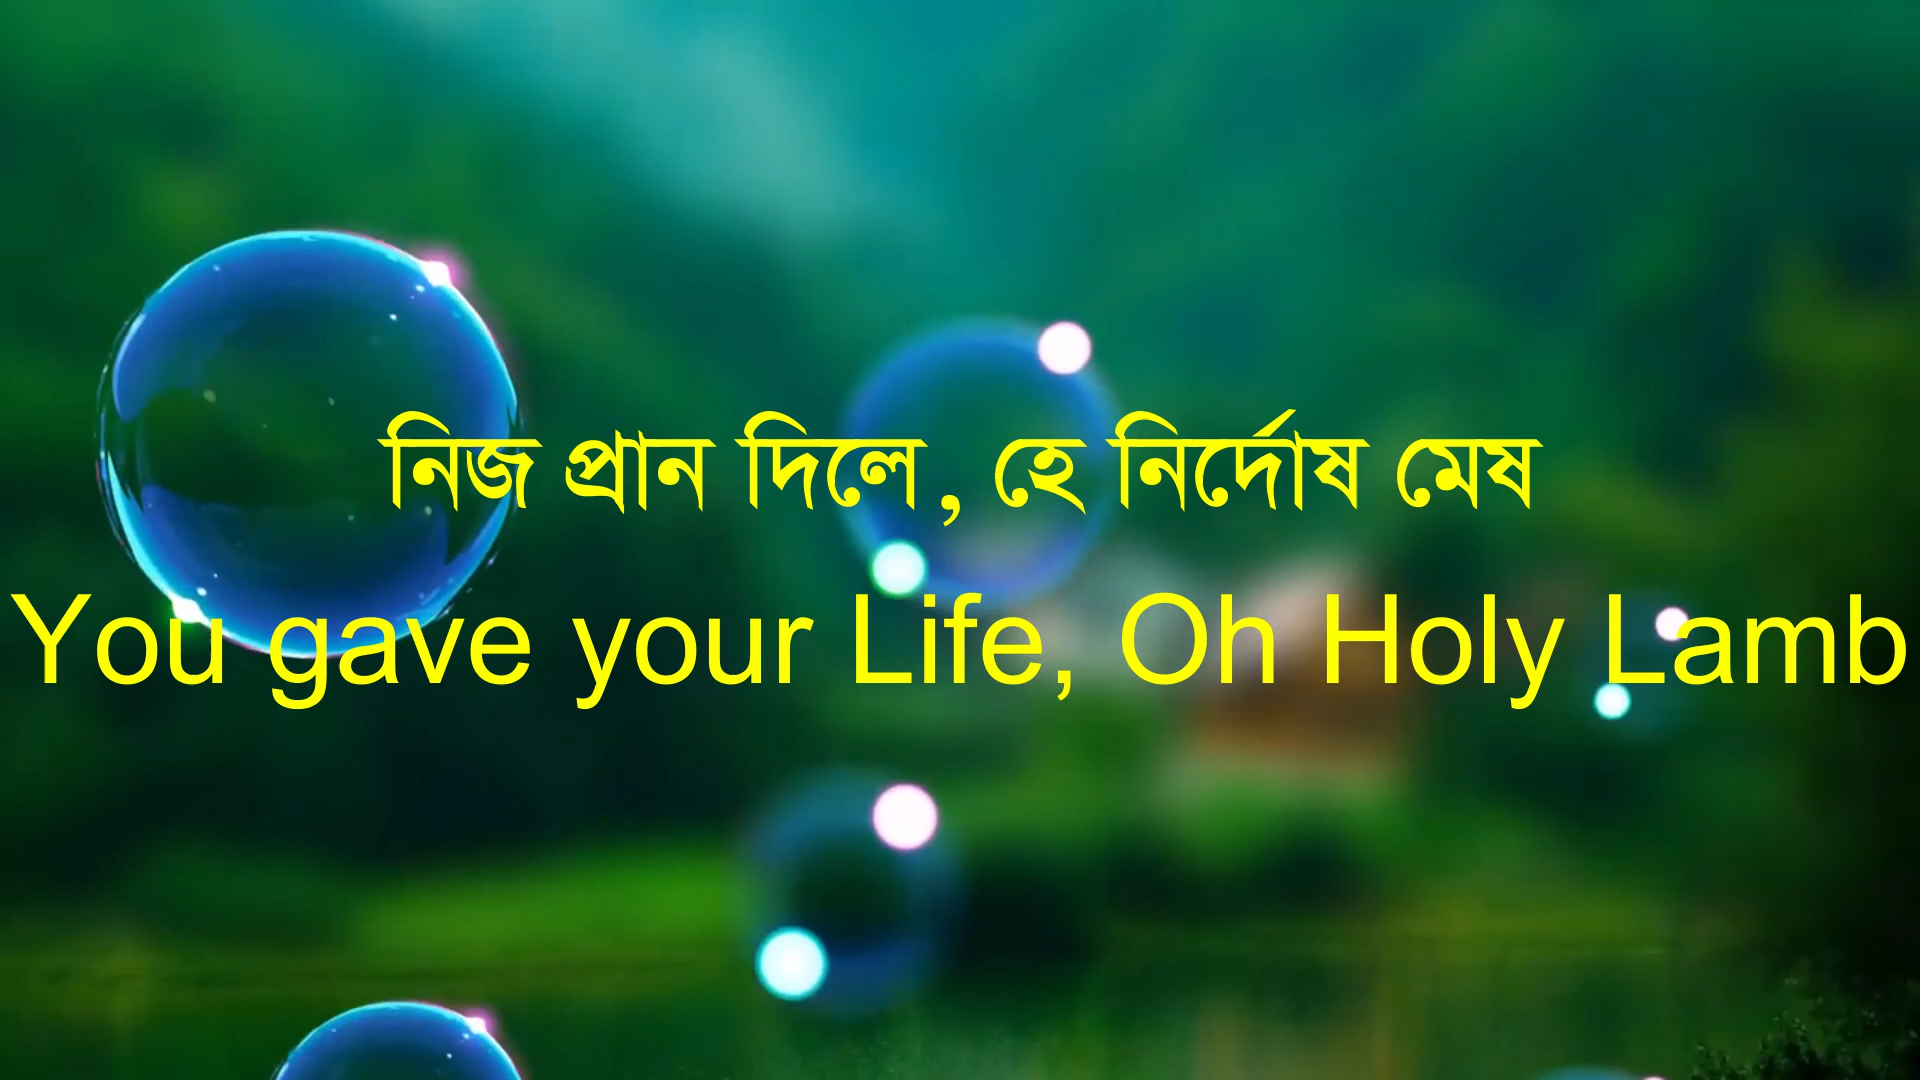 নিজ প্রান দিলে, হে নির্দোষ মেষ
You gave your Life, Oh Holy Lamb